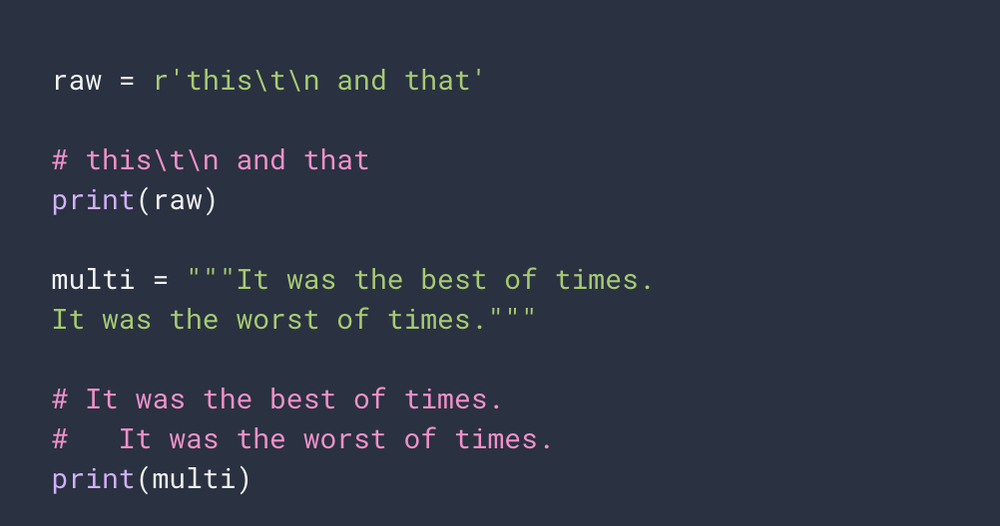 raw = r'this\t\n and that'

# this\t\n and that
print(raw)

multi = """It was the best of times.
It was the worst of times."""

# It was the best of times.
#   It was the worst of times.
print(multi)